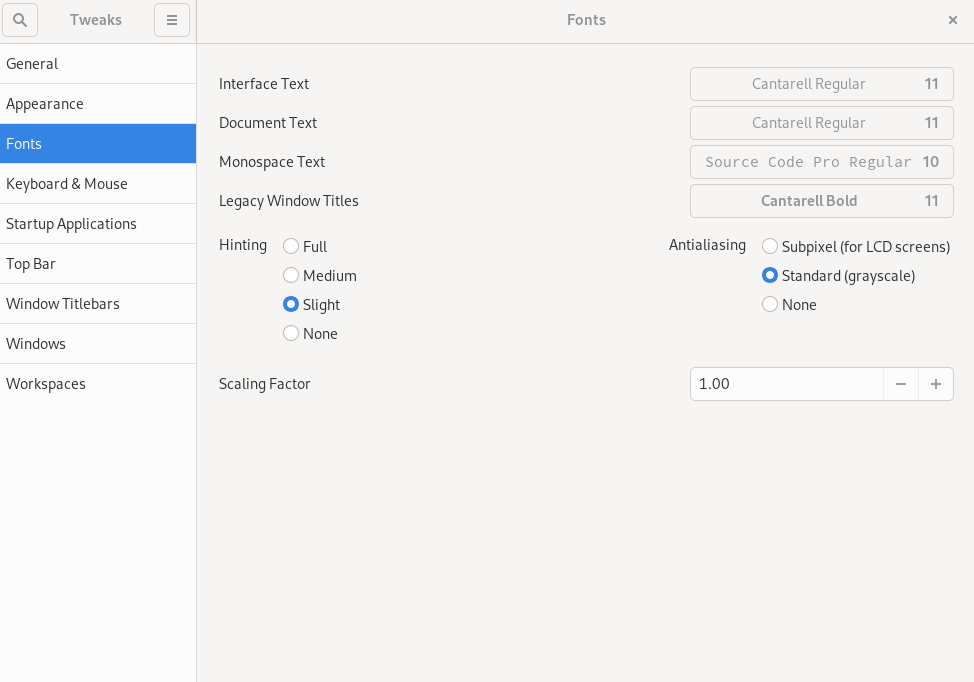 Tweaks
Fonts
General
Appearance
Fonts
Keyboard & Mouse
Startup Applications
Top Bar
Window Titlebars
Windows
Workspaces
Interface Text Cantarell Regular 11
Document Text Cantarell Regular 11
Monospace Text Source Code Pro Regular 10
Legacy Window Titles Cantarell Bold 11
Hinting
Full
Medium
Slight
None
Antialiasing
Subpixel (for LCD screens)
Standard (grayscale)
None
Scaling Factor 1.00